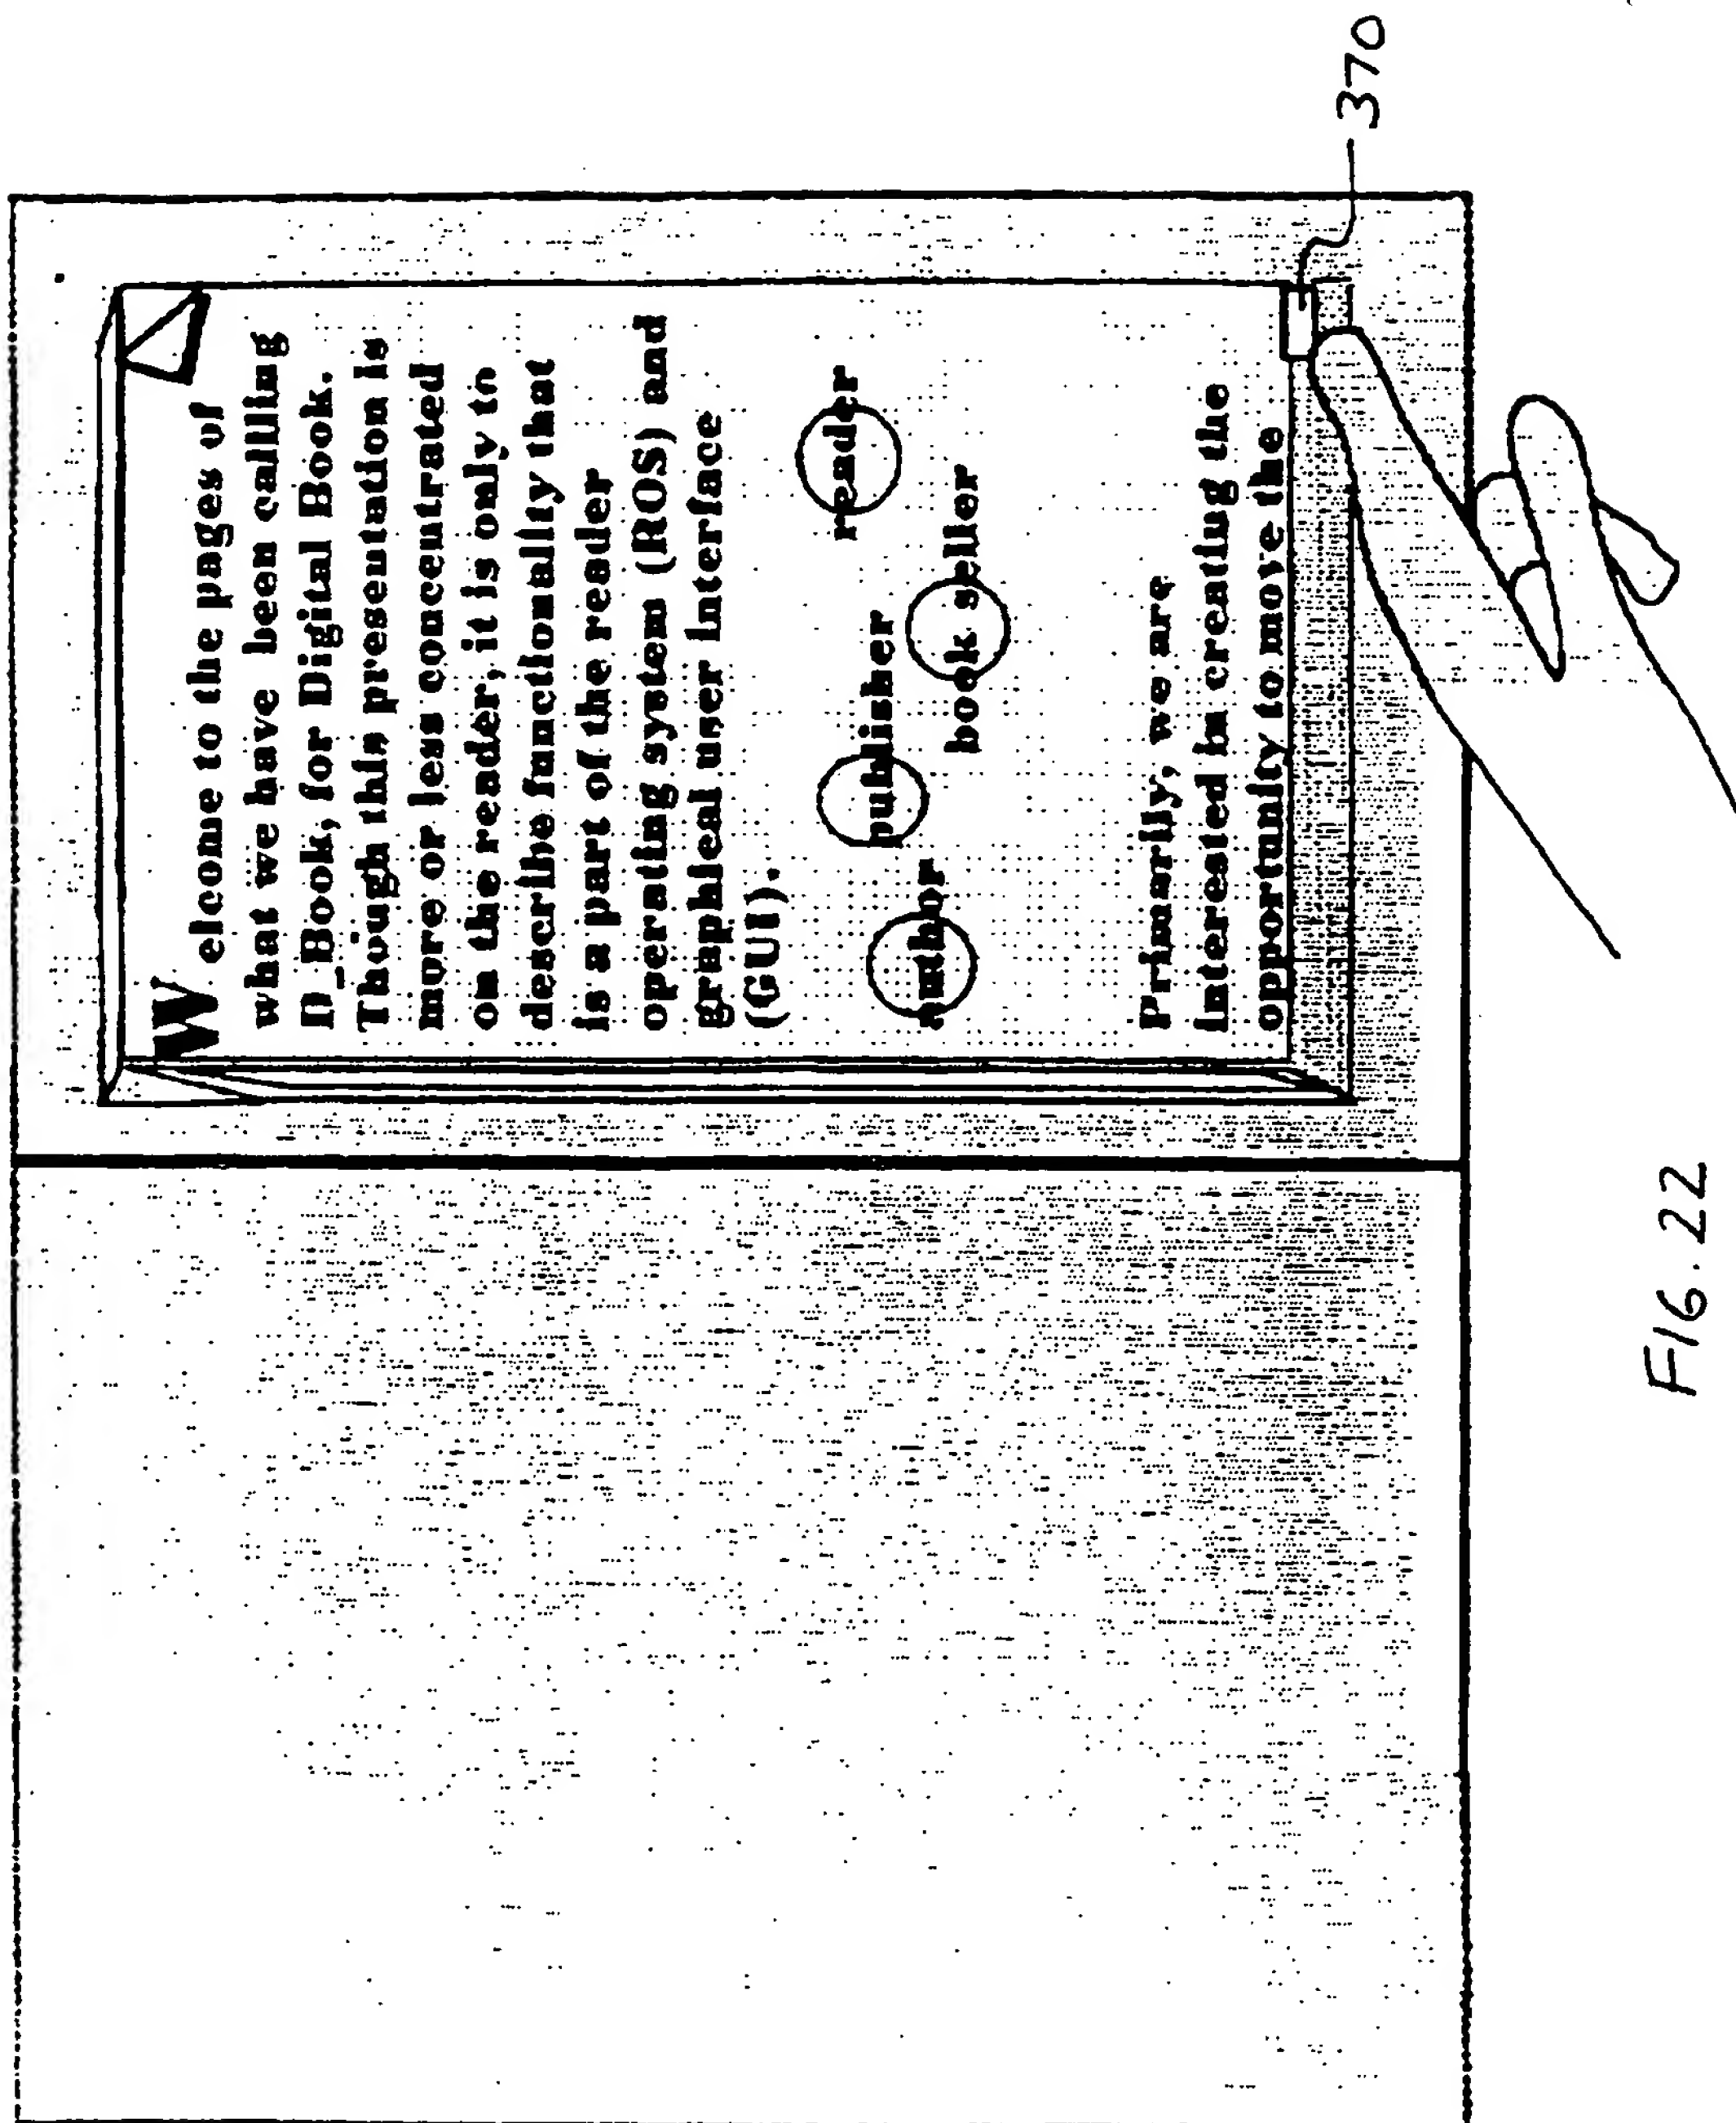 Welcome to the pages of
what we have been calling
D_Book, for Digital Book.
Though this presentation is
more or less concentrated
on the reader, it is only to
describe functionally that
is a part of the reader
operating system (ROS) and
graphical user interface
(GUI).
reader
publisher
author
book seller
Primarily, we are
interested in creating the
opportunity to move the
370
FIG. 22